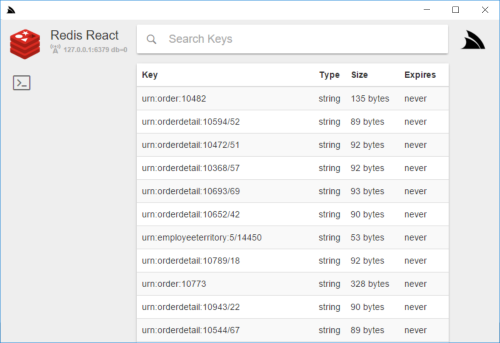 Redis React
127.0.0.1:6379 db=0
Search Keys
Key Type Size Expires
urn:order:10482 string 135 bytes never
urn:orderdetail:10594/52 string 89 bytes never
urn:orderdetail:10472/51 string 92 bytes never
urn:orderdetail:10368/57 string 92 bytes never
urn:orderdetail:10693/69 string 93 bytes never
urn:orderdetail:10652/42 string 90 bytes never
urn:employeeterritory:5/14450 string 53 bytes never
urn:orderdetail:10789/18 string 92 bytes never
urn:order:10773 string 328 bytes never
urn:orderdetail:10943/22 string 90 bytes never
urn:orderdetail:10544/67 string 89 bytes never